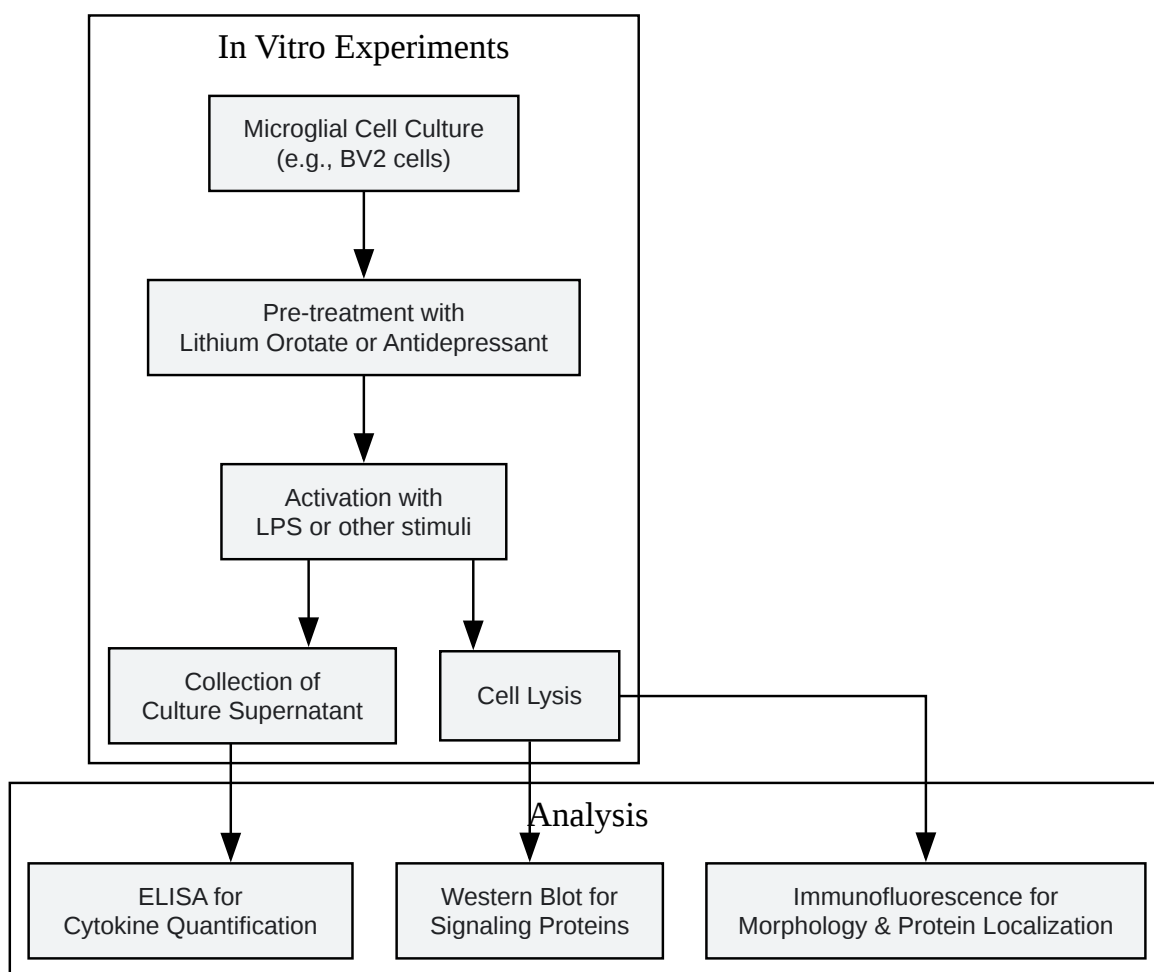 In Vitro Experiments
Microglial Cell Culture
(e.g., BV2 cells)
Pre-treatment with
Lithium Orotate or Antidepressant
Activation with
LPS or other stimuli
Collection of
Culture Supernatant
Cell Lysis
Analysis
ELISA for
Cytokine Quantification
Western Blot for
Signaling Proteins
Immunofluorescence for
Morphology & Protein Localization